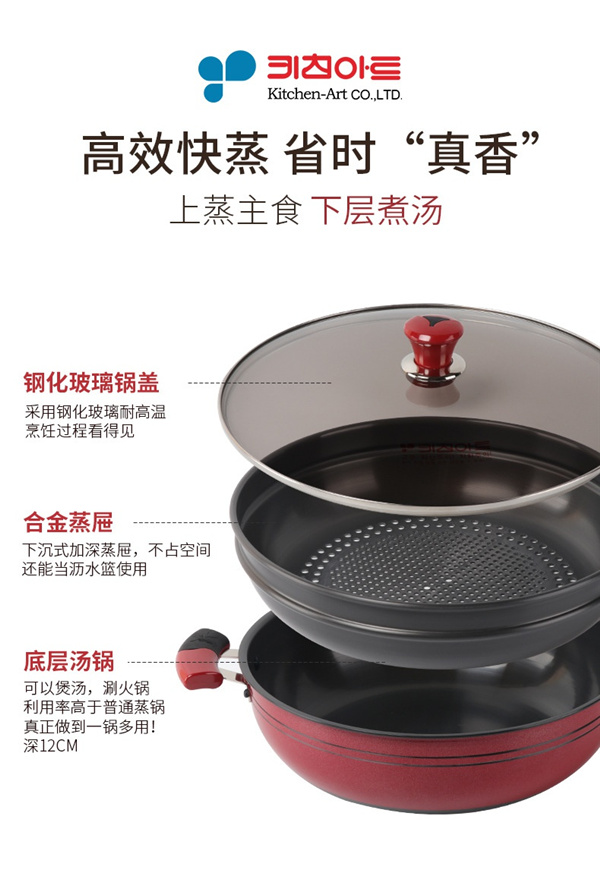 키친아트
Kitchen-Art CO.,LTD.
高效快蒸 省时“真香”
上蒸主食 下层煮汤
钢化玻璃锅盖
采用钢化玻璃耐高温
烹饪过程看得见
키친아트
合金蒸屉
下沉式加深蒸屉，不占空间
还能当沥水篮使用
底层汤锅
可以煲汤，涮火锅
利用率高于普通蒸锅
真正做到一锅多用！
深12CM